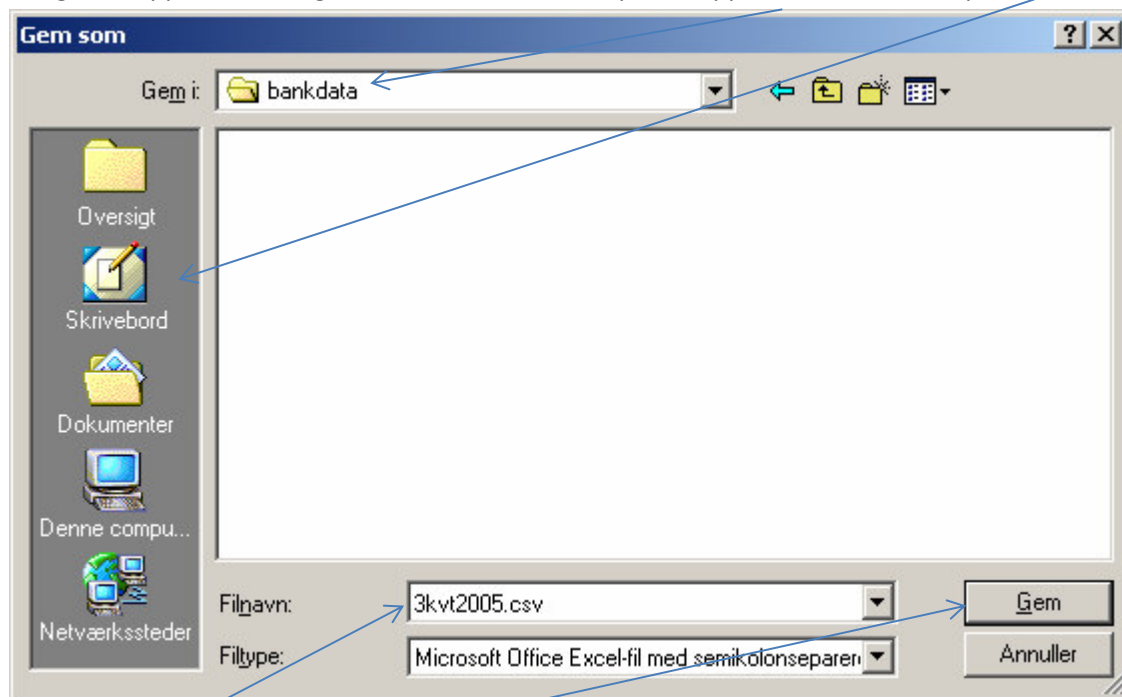 Gem som
Gem i: bankdata
Oversigt
Skrivebord
Dokumenter
Denne compu...
Netværkssteder
Filnavn: 3kvt2005.csv Gem
Filtype: Microsoft Office Excel-fil med semikolonseparere Annuller